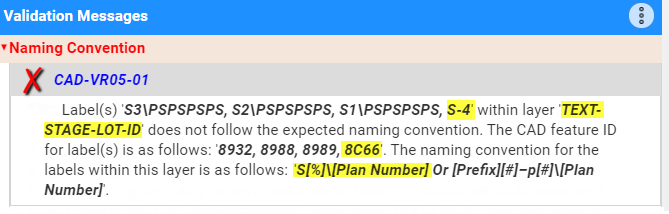 Validation Messages
Naming Convention
CAD-VR05-01
Label(s) 'S3\PSPSPSPS, S2\PSPSPSPS, S1\PSPSPSPS, S-4' within layer 'TEXT-
STAGE-LOT-ID' does not follow the expected naming convention. The CAD feature ID
for label(s) is as follows: '8932, 8988, 8989, 8C66'. The naming convention for the
labels within this layer is as follows: 'S[%]\[Plan Number] Or [Prefix][#]–p[#]\[Plan
Number]'.